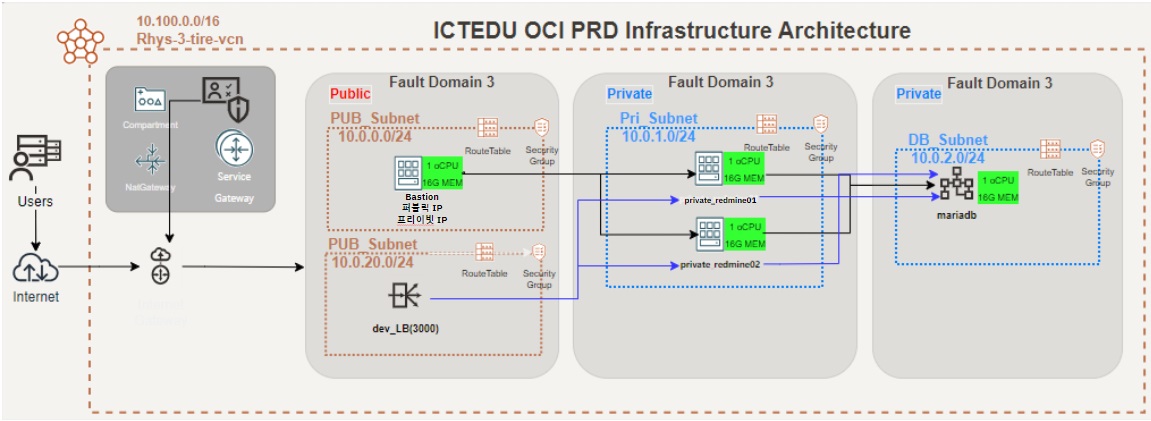 ICTEDU OCI PRD Infrastructure Architecture
10.100.0.0/16
Rhys-3-tire-vcn
Users
Internet
Compartment
NatGateway
Service
Gateway
Internet
Gateway
Fault Domain 3
Public
PUB_Subnet
10.0.0.0/24
RouteTable
Security
Group
1 oCPU
16G MEM
Bastion
퍼블릭 IP
프리이빗 IP
PUB_Subnet
10.0.20.0/24
RouteTable
Security
Group
dev_LB(3000)
Fault Domain 3
Private
Pri_Subnet
10.0.1.0/24
RouteTable
Security
Group
1 oCPU
16G MEM
private_redmine01
1 oCPU
16G MEM
private_redmine02
Fault Domain 3
Private
DB_Subnet
10.0.2.0/24
RouteTable
Security
Group
1 oCPU
16G MEM
mariadb